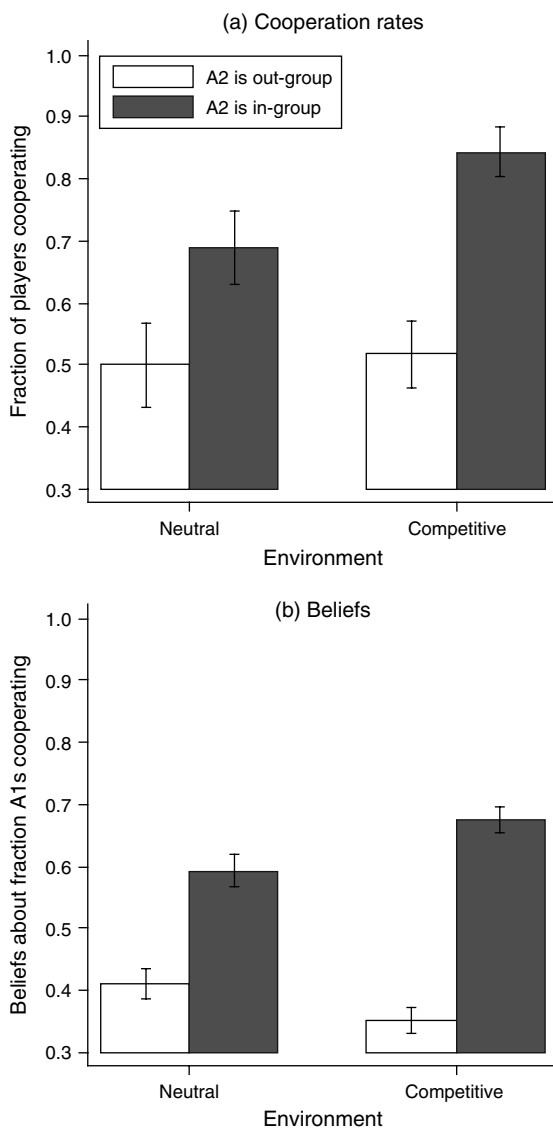 (a) Cooperation rates
1.0
0.9
0.8
0.7
0.6
0.5
0.4
0.3
Fraction of players cooperating
A2 is out-group
A2 is in-group
Neutral
Competitive
Environment
(b) Beliefs
1.0
0.9
0.8
0.7
0.6
0.5
0.4
0.3
Beliefs about fraction A1s cooperating
Neutral
Competitive
Environment